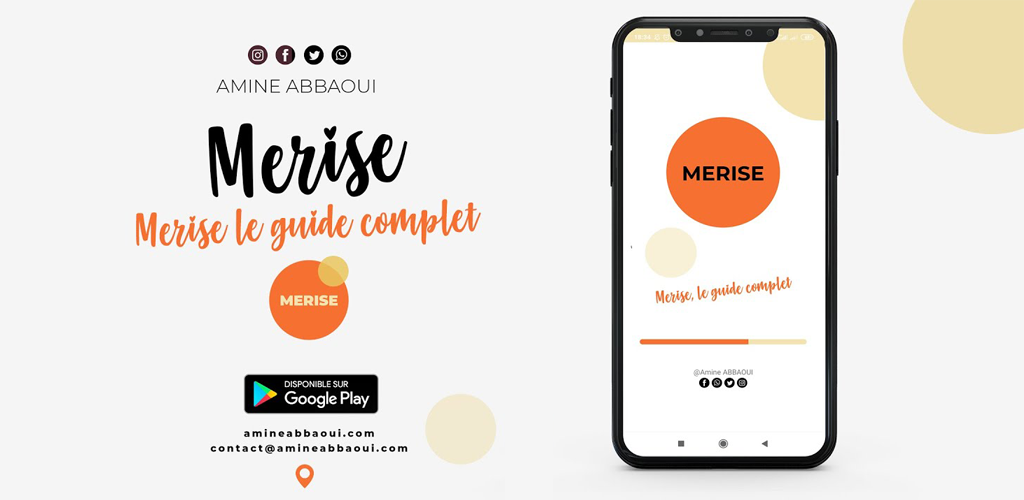 AMINE ABBAOUI
Merise
Merise le guide complet
MERISE
DISPONIBLE SUR
Google Play
amineabbaoui.com
contact@amineabbaoui.com
MERISE
Merise, le guide complet
@Amine ABBAOUI